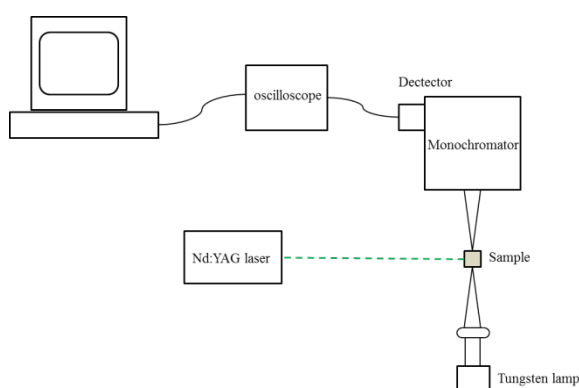 oscilloscope
Dectector
Monochromator
Nd:YAG laser
Sample
Tungsten lamp